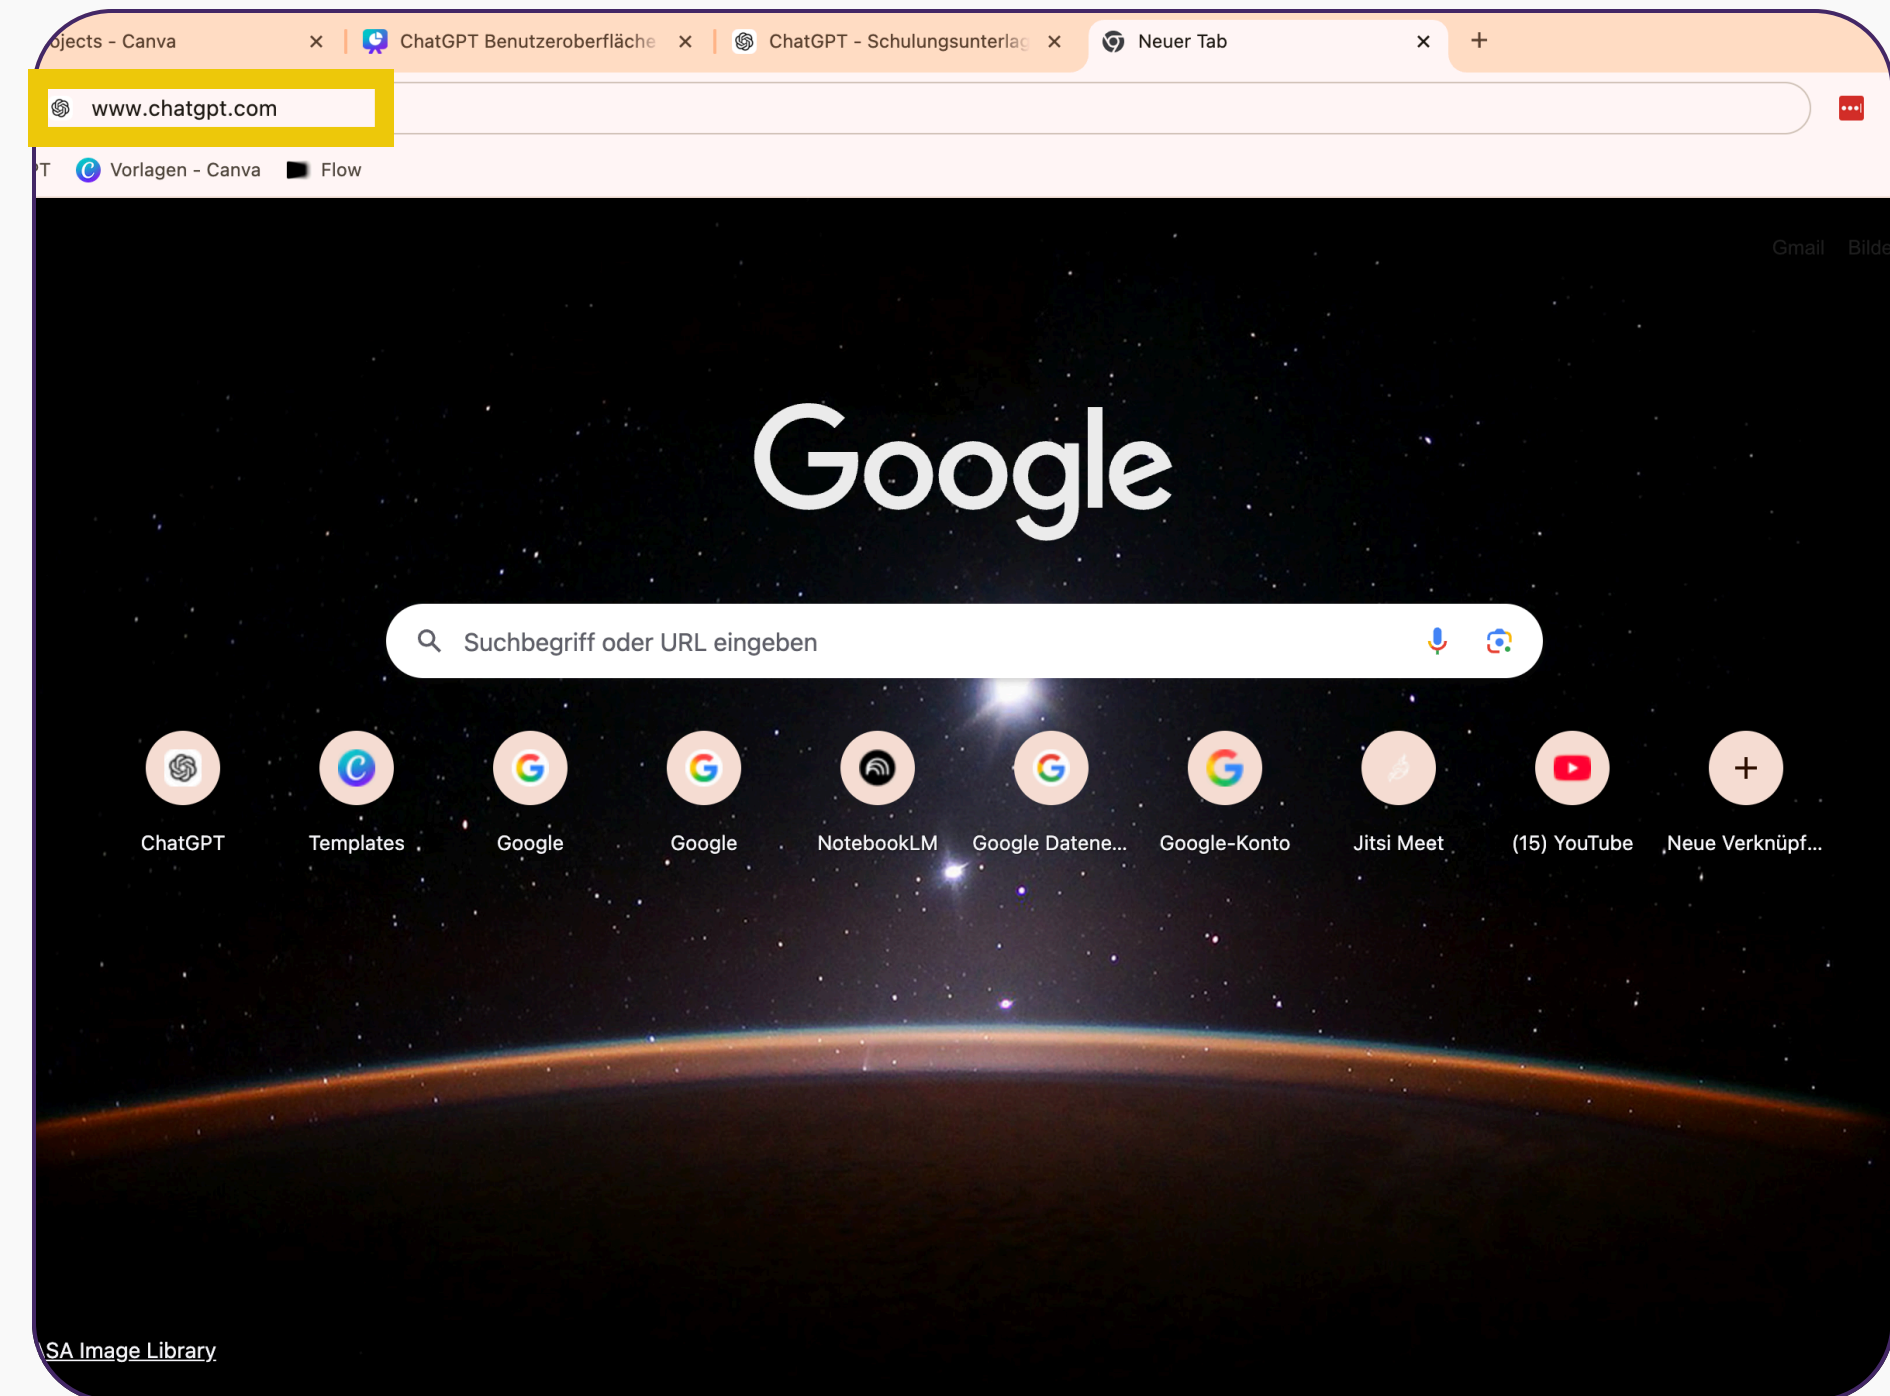 ojects - Canva
ChatGPT Benutzeroberfläche
ChatGPT - Schulungsunterlag
Neuer Tab
www.chatgpt.com
PT
Vorlagen - Canva
Flow
Gmail
Bilde
Google
Suchbegriff oder URL eingeben
ChatGPT
Templates
Google
Google
NotebookLM
Google Datene...
Google-Konto
Jitsi Meet
(15) YouTube
Neue Verknüpf...
SA Image Library